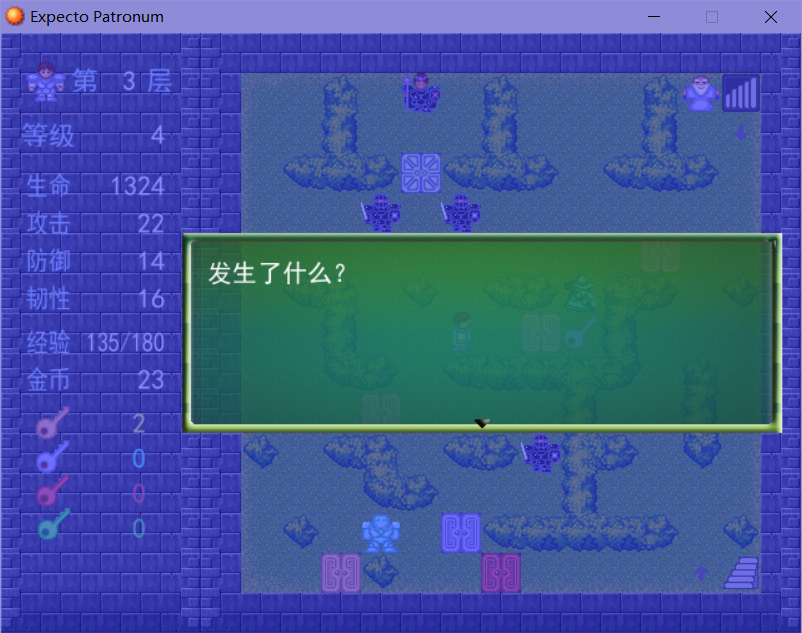 Expecto Patronum
第 3 层
等级 4
生命 1324
攻击 22
防御 14
韧性 16
经验 135/180
金币 23
2
0
0
0
发生了什么？